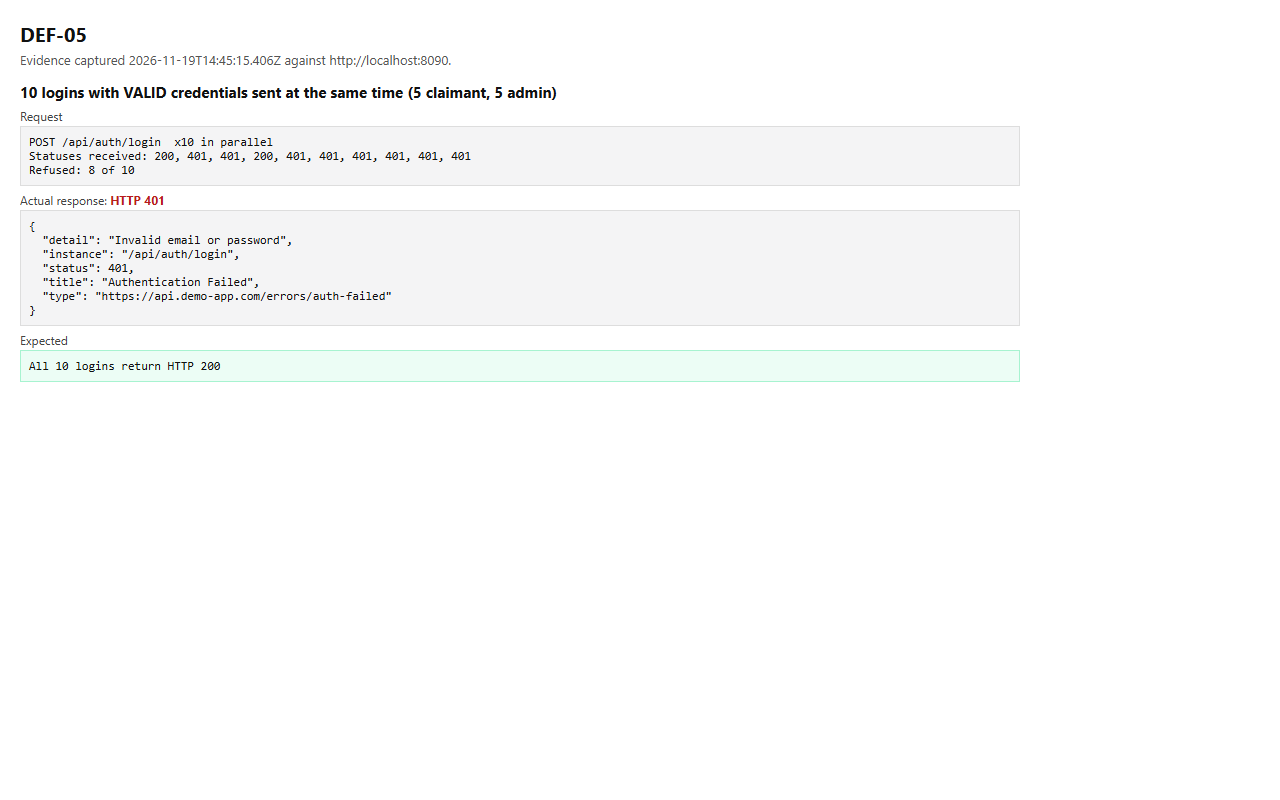 DEF-05
Evidence captured 2026-11-19T14:45:15.406Z against http://localhost:8090.
10 logins with VALID credentials sent at the same time (5 claimant, 5 admin)
Request
POST /api/auth/login  x10 in parallel
Statuses received: 200, 401, 401, 200, 401, 401, 401, 401, 401, 401
Refused: 8 of 10
Actual response: HTTP 401
{
  "detail": "Invalid email or password",
  "instance": "/api/auth/login",
  "status": 401,
  "title": "Authentication Failed",
  "type": "https://api.demo-app.com/errors/auth-failed"
}
Expected
All 10 logins return HTTP 200